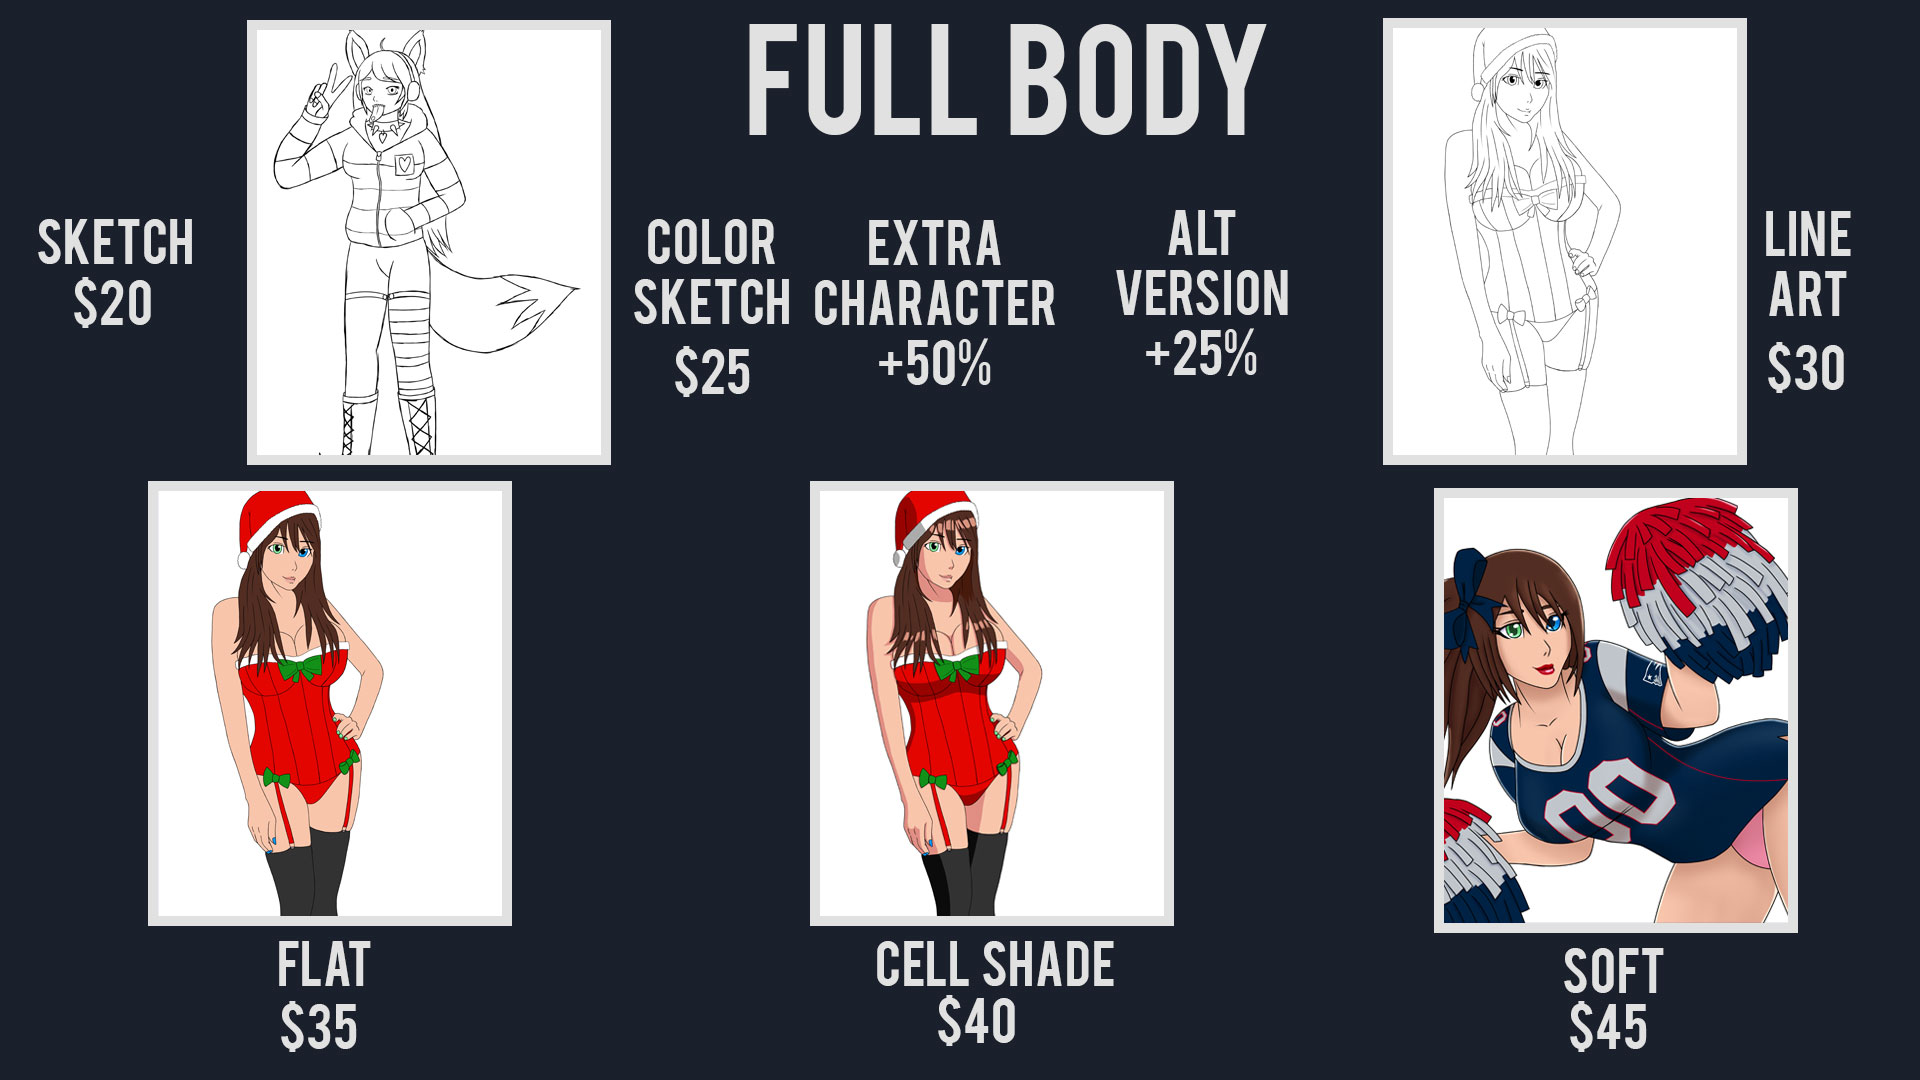 FULL BODY
SKETCH
$20
COLOR
SKETCH
$25
EXTRA
CHARACTER
+50%
ALT
VERSION
+25%
LINE
ART
$30
FLAT
$35
CELL SHADE
$40
SOFT
$45
00